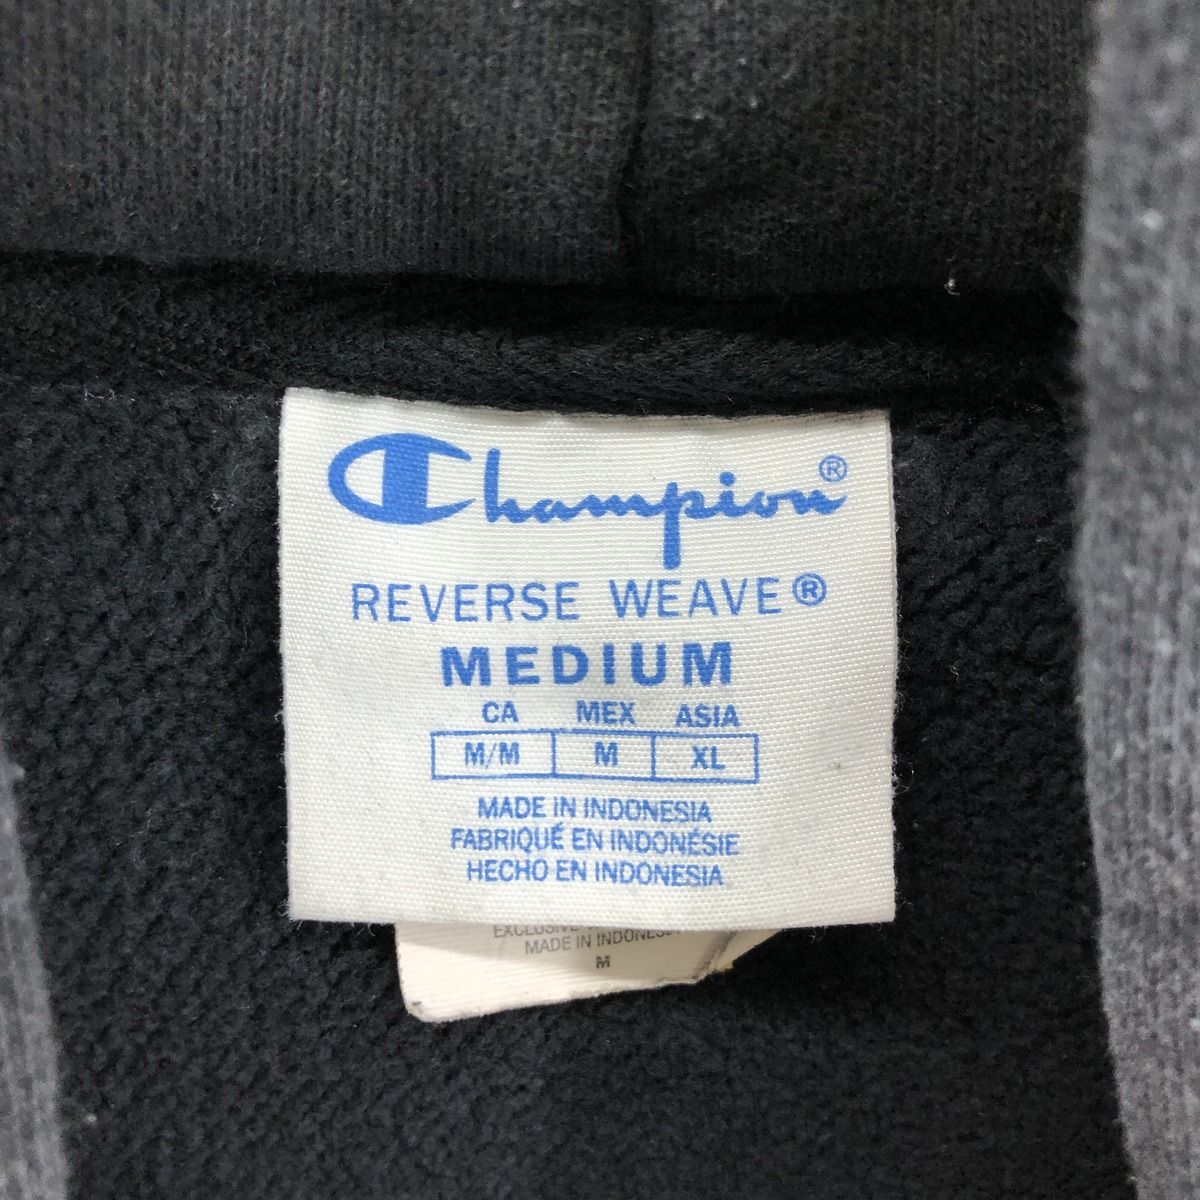 Champion®
REVERSE WEAVE®
MEDIUM
CA MEX ASIA
M/M M XL
MADE IN INDONESIA
FABRIQUÉ EN INDONÉSIE
HECHO EN INDONESIA
EXCLUSIVE
MADE IN INDONESIA
M